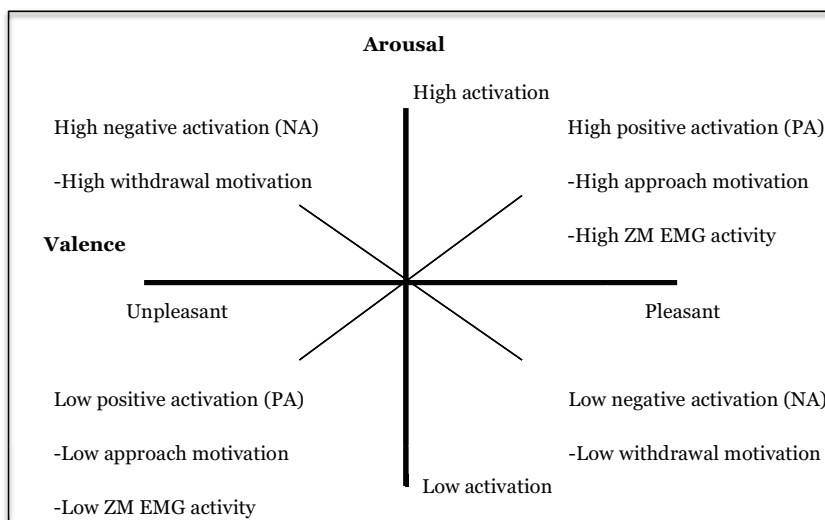 Arousal
High activation
High negative activation (NA)
-High withdrawal motivation
High positive activation (PA)
-High approach motivation
-High ZM EMG activity
Valence
Unpleasant
Pleasant
Low positive activation (PA)
-Low approach motivation
-Low ZM EMG activity
Low negative activation (NA)
-Low withdrawal motivation
Low activation